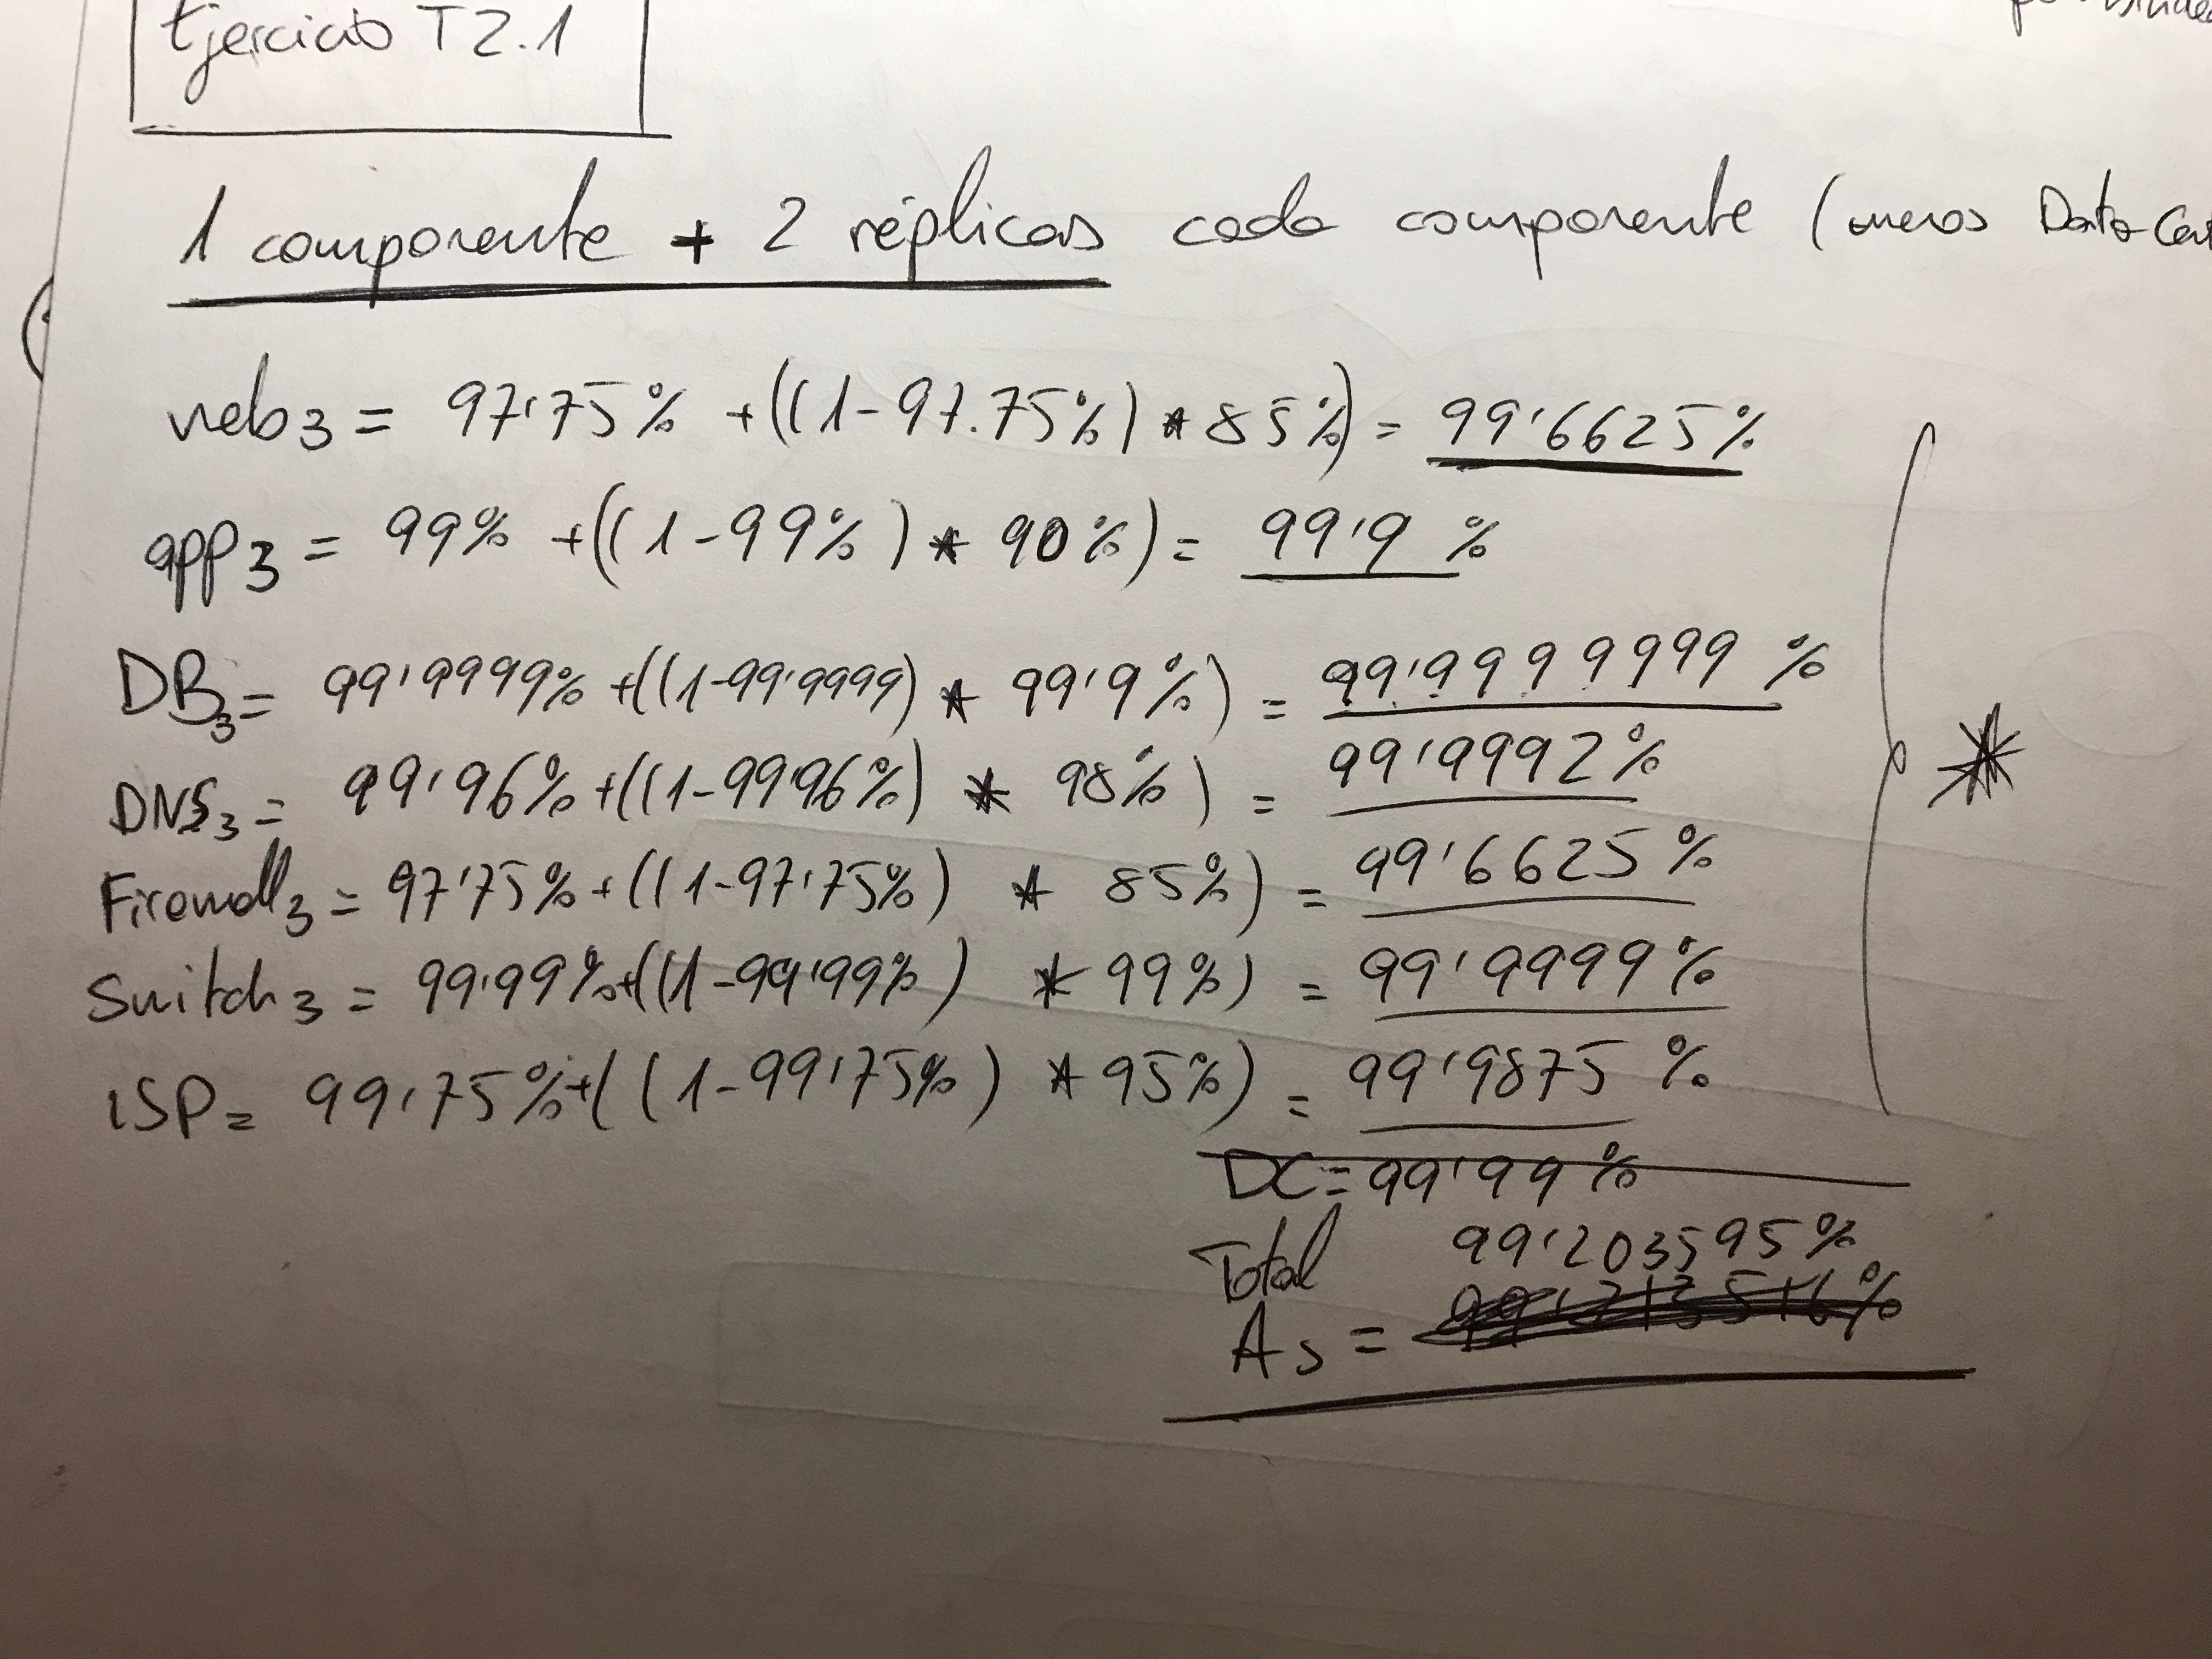 Ejercicio T2.1
1 componente + 2 réplicas cada componente (menos Data Cen
web3 = 97'75% + ((1-97.75%) * 85%) = 99'6625%
app3 = 99% + ((1-99%) * 90%) = 99'9 %
DB3 = 99'9999% + ((1-99'9999) * 99'9%) = 99'9999999 %
DNS3 = 99'96% + ((1-99'96%) * 98%) = 99'9992%
Firewall3 = 97'75% + ((1-97'75%) * 85%) = 99'6625%
Switch3 = 99'99% + ((1-99'99%) * 99%) = 99'9999%
ISP = 99'75% + ((1-99'75%) * 95%) = 99'9875 %
*
DC = 99'99%
Total 99'203595%
As =